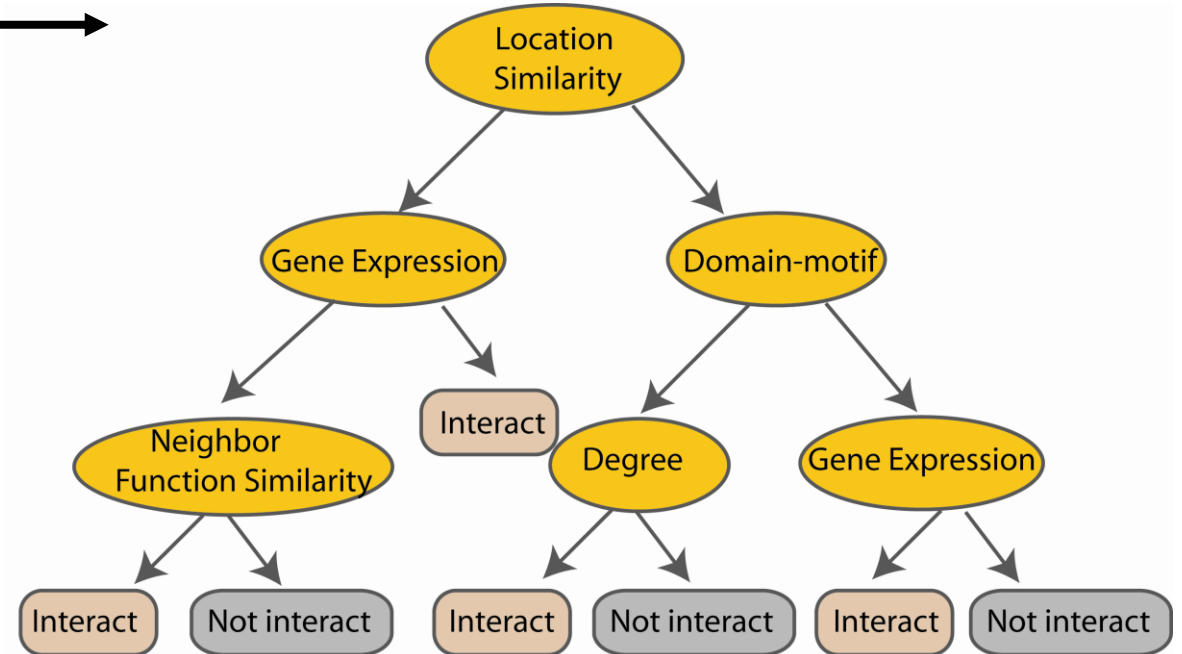 Location
Similarity
Gene Expression
Domain-motif
Interact
Neighbor
Function Similarity
Degree
Gene Expression
Interact
Not interact
Interact
Not interact
Interact
Not interact